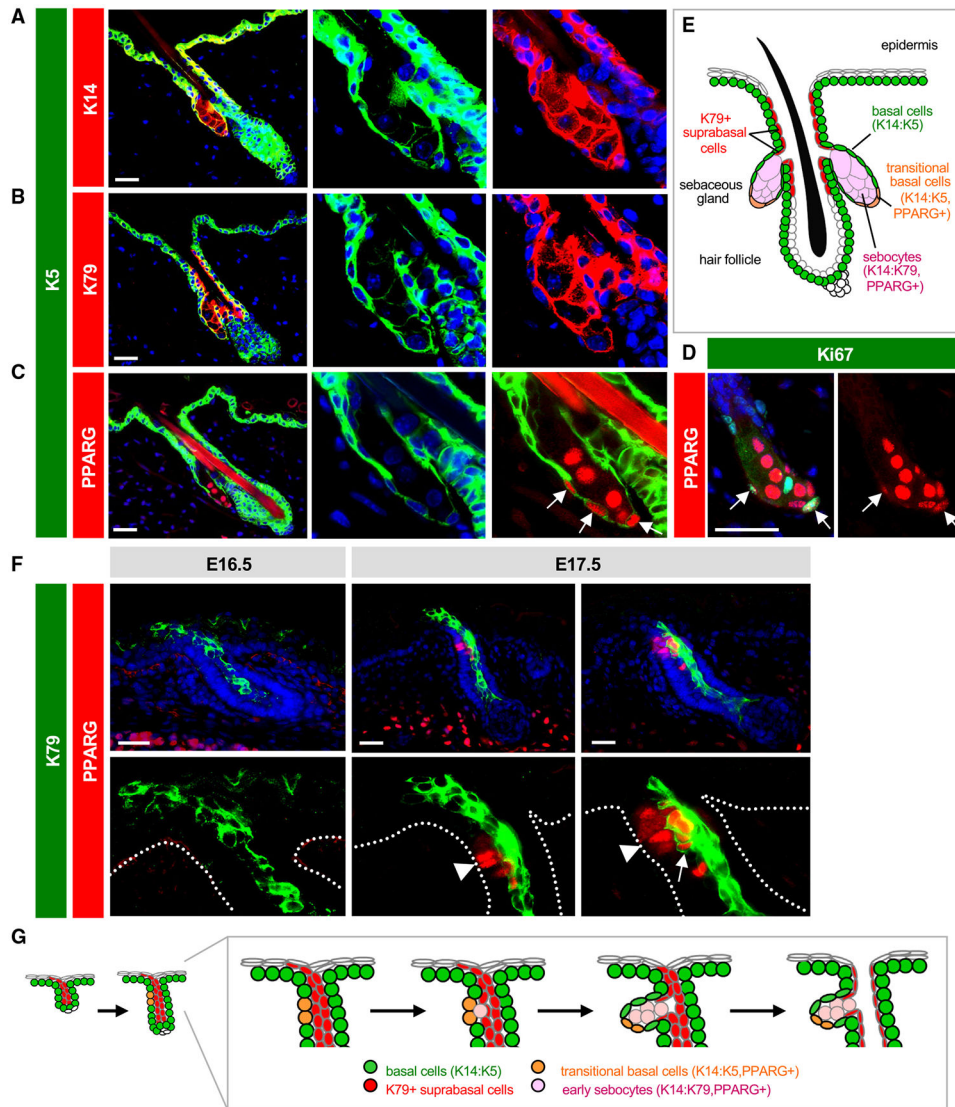 A
K5
K14
B
K79
C
PPARG
E
epidermis
basal cells
(K14:K5)
K79+
suprabasal
cells
transitional
basal cells
(K14:K5,
PPARG+)
sebaceous
gland
hair follicle
sebocytes
(K14:K79,
PPARG+)
D
Ki67
PPARG
F
E16.5
E17.5
K79
PPARG
G
basal cells (K14:K5)
transitional basal cells (K14:K5,PPARG+)
K79+ suprabasal cells
early sebocytes (K14:K79,PPARG+)